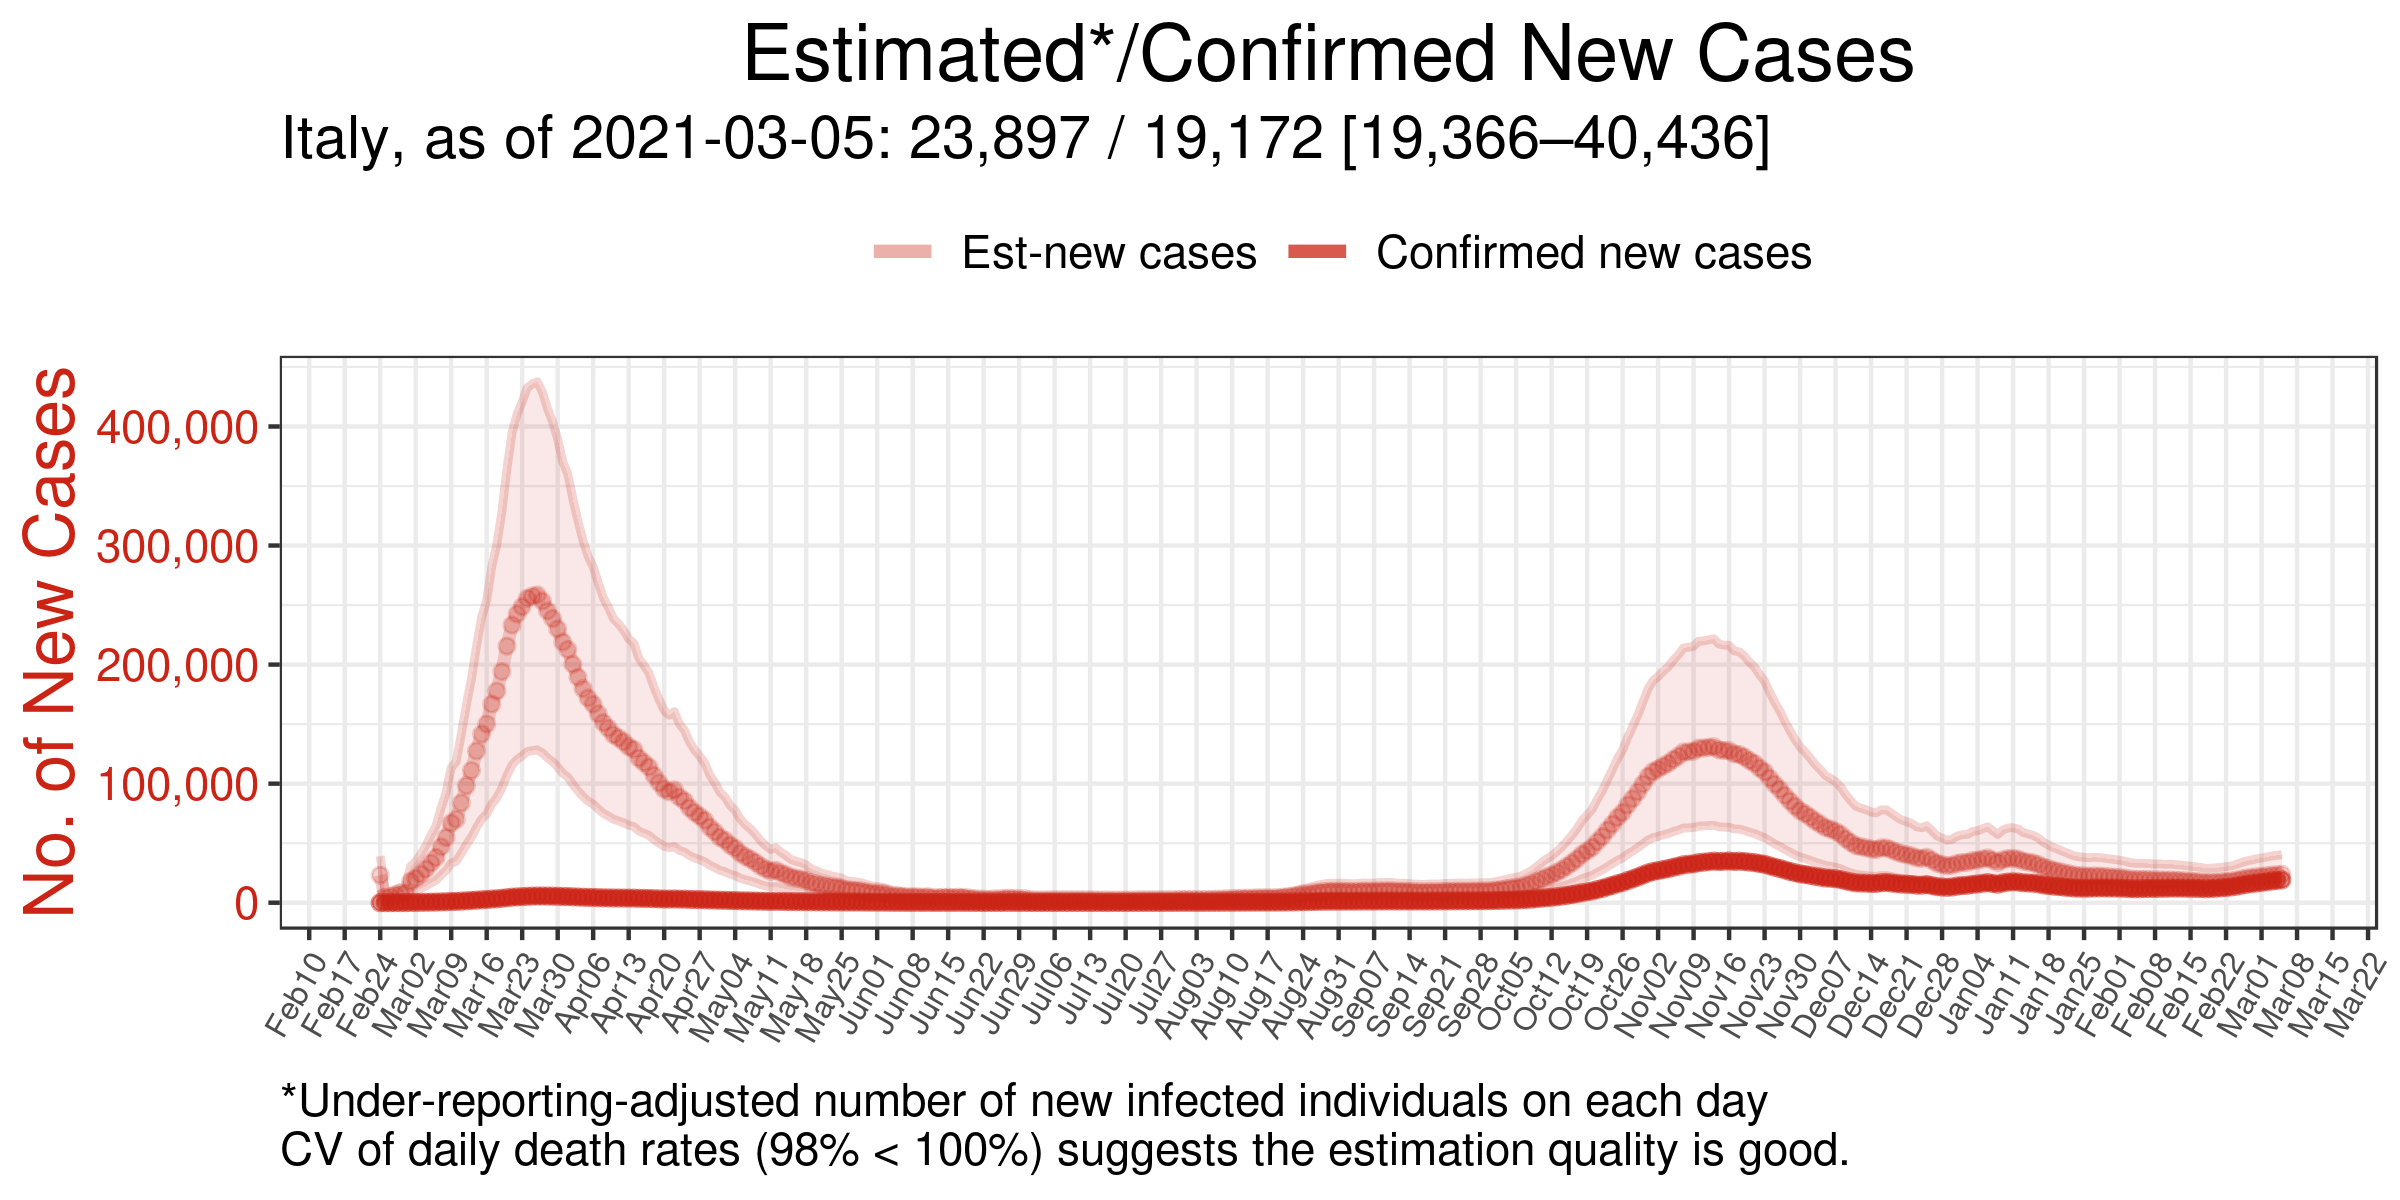 Estimated*/Confirmed New Cases
Italy, as of 2021-03-05: 23,897 / 19,172 [19,366–40,436]
Est-new cases
Confirmed new cases
No. of New Cases
400,000
300,000
200,000
100,000
0
Feb10
Feb17
Feb24
Mar02
Mar09
Mar16
Mar23
Mar30
Apr06
Apr13
Apr20
Apr27
May04
May11
May18
May25
Jun01
Jun08
Jun15
Jun22
Jun29
Jul06
Jul13
Jul20
Jul27
Aug03
Aug10
Aug17
Aug24
Aug31
Sep07
Sep14
Sep21
Sep28
Oct05
Oct12
Oct19
Oct26
Nov02
Nov09
Nov16
Nov23
Nov30
Dec07
Dec14
Dec21
Dec28
Jan04
Jan11
Jan18
Jan25
Feb01
Feb08
Feb15
Feb22
Mar01
Mar08
Mar15
Mar22
*Under-reporting-adjusted number of new infected individuals on each day
CV of daily death rates (98% < 100%) suggests the estimation quality is good.